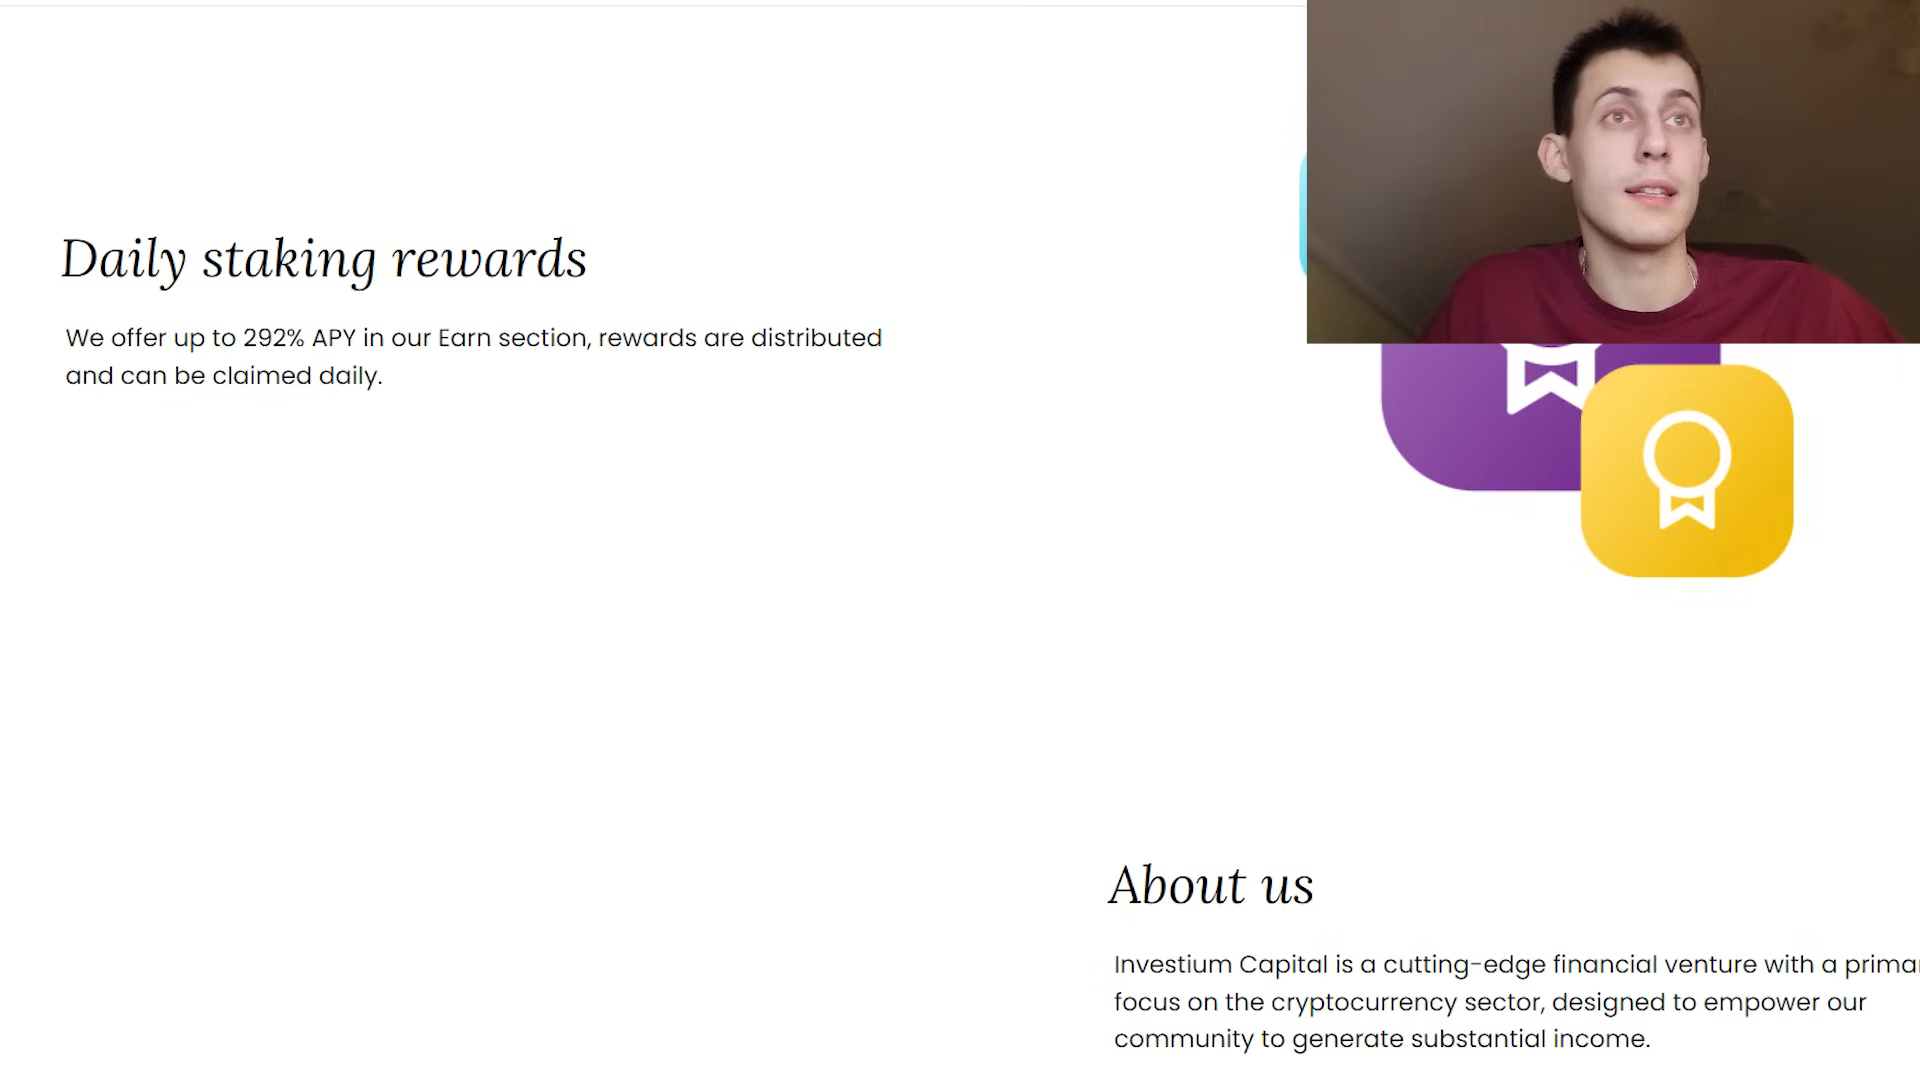 Daily staking rewards
We offer up to 292% APY in our Earn section, rewards are distributed
and can be claimed daily.
About us
Investium Capital is a cutting-edge financial venture with a
focus on the cryptocurrency sector, designed to empower our
community to generate substantial income.